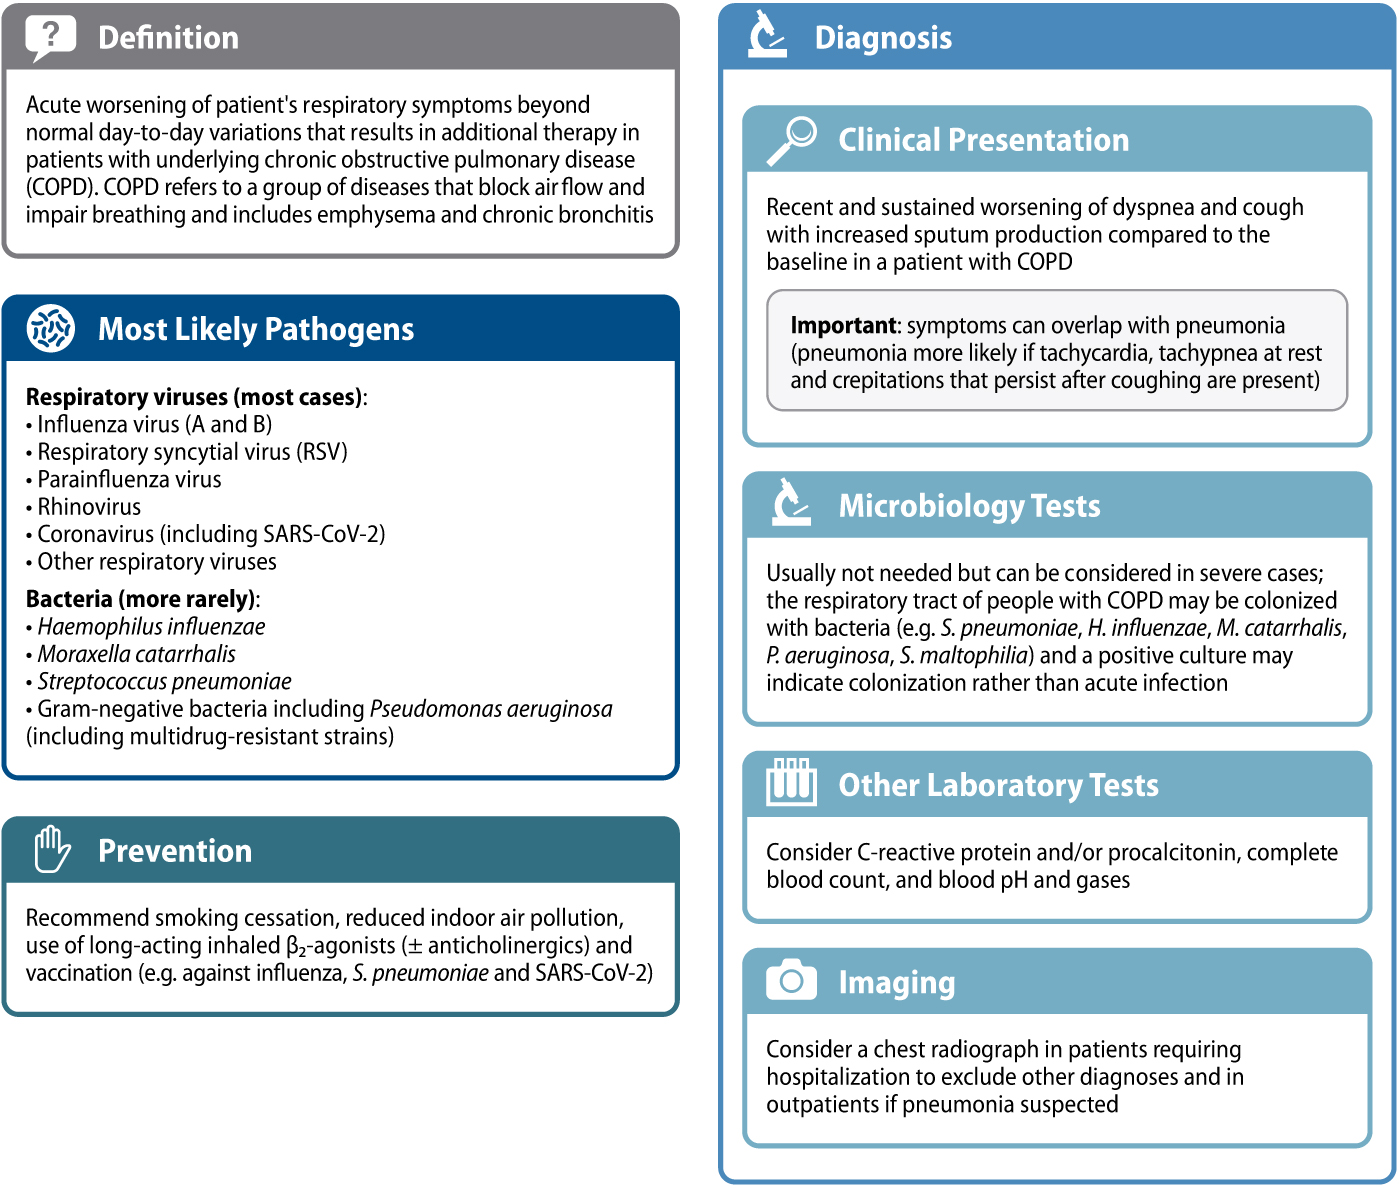 ?
Definition
Acute worsening of patient's respiratory symptoms beyond
normal day-to-day variations that results in additional therapy in
patients with underlying chronic obstructive pulmonary disease
(COPD). COPD refers to a group of diseases that block airflow and
impair breathing and includes emphysema and chronic bronchitis
Most Likely Pathogens
Respiratory viruses (most cases):
• Influenza virus (A and B)
• Respiratory syncytial virus (RSV)
• Parainfluenza virus
• Rhinovirus
• Coronavirus (including SARS-CoV-2)
• Other respiratory viruses
Bacteria (more rarely):
• Haemophilus influenzae
• Moraxella catarrhalis
• Streptococcus pneumoniae
• Gram-negative bacteria including Pseudomonas aeruginosa
(including multidrug-resistant strains)
Prevention
Recommend smoking cessation, reduced indoor air pollution,
use of long-acting inhaled β₂-agonists (± anticholinergics) and
vaccination (e.g. against influenza, S. pneumoniae and SARS-CoV-2)
Diagnosis
Clinical Presentation
Recent and sustained worsening of dyspnea and cough
with increased sputum production compared to the
baseline in a patient with COPD
Important: symptoms can overlap with pneumonia
(pneumonia more likely if tachycardia, tachypnea at rest
and crepitations that persist after coughing are present)
Microbiology Tests
Usually not needed but can be considered in severe cases;
the respiratory tract of people with COPD may be colonized
with bacteria (e.g. S. pneumoniae, H. influenzae, M. catarrhalis,
P. aeruginosa, S. maltophilia) and a positive culture may
indicate colonization rather than acute infection
Other Laboratory Tests
Consider C-reactive protein and/or procalcitonin, complete
blood count, and blood pH and gases
Imaging
Consider a chest radiograph in patients requiring
hospitalization to exclude other diagnoses and in
outpatients if pneumonia suspected